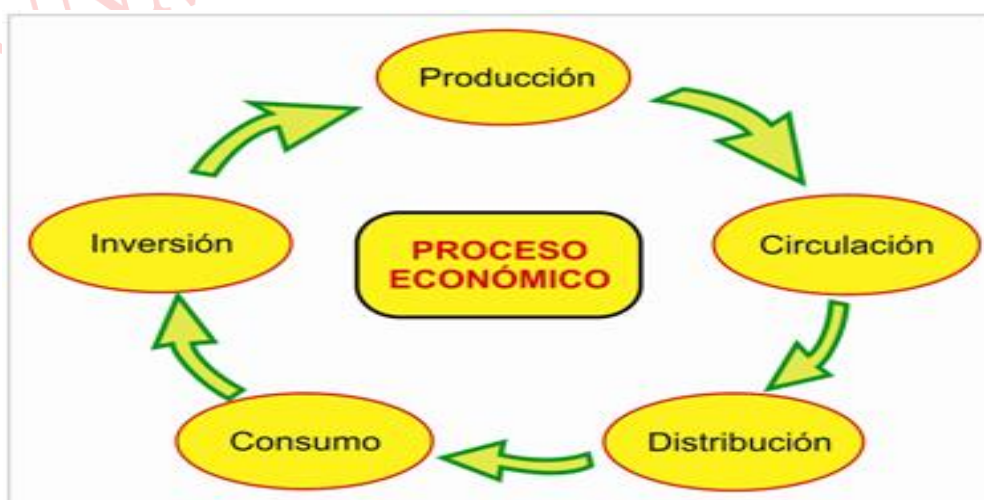 Producción
Inversión
PROCESO
ECONÓMICO
Circulación
Consumo
Distribución